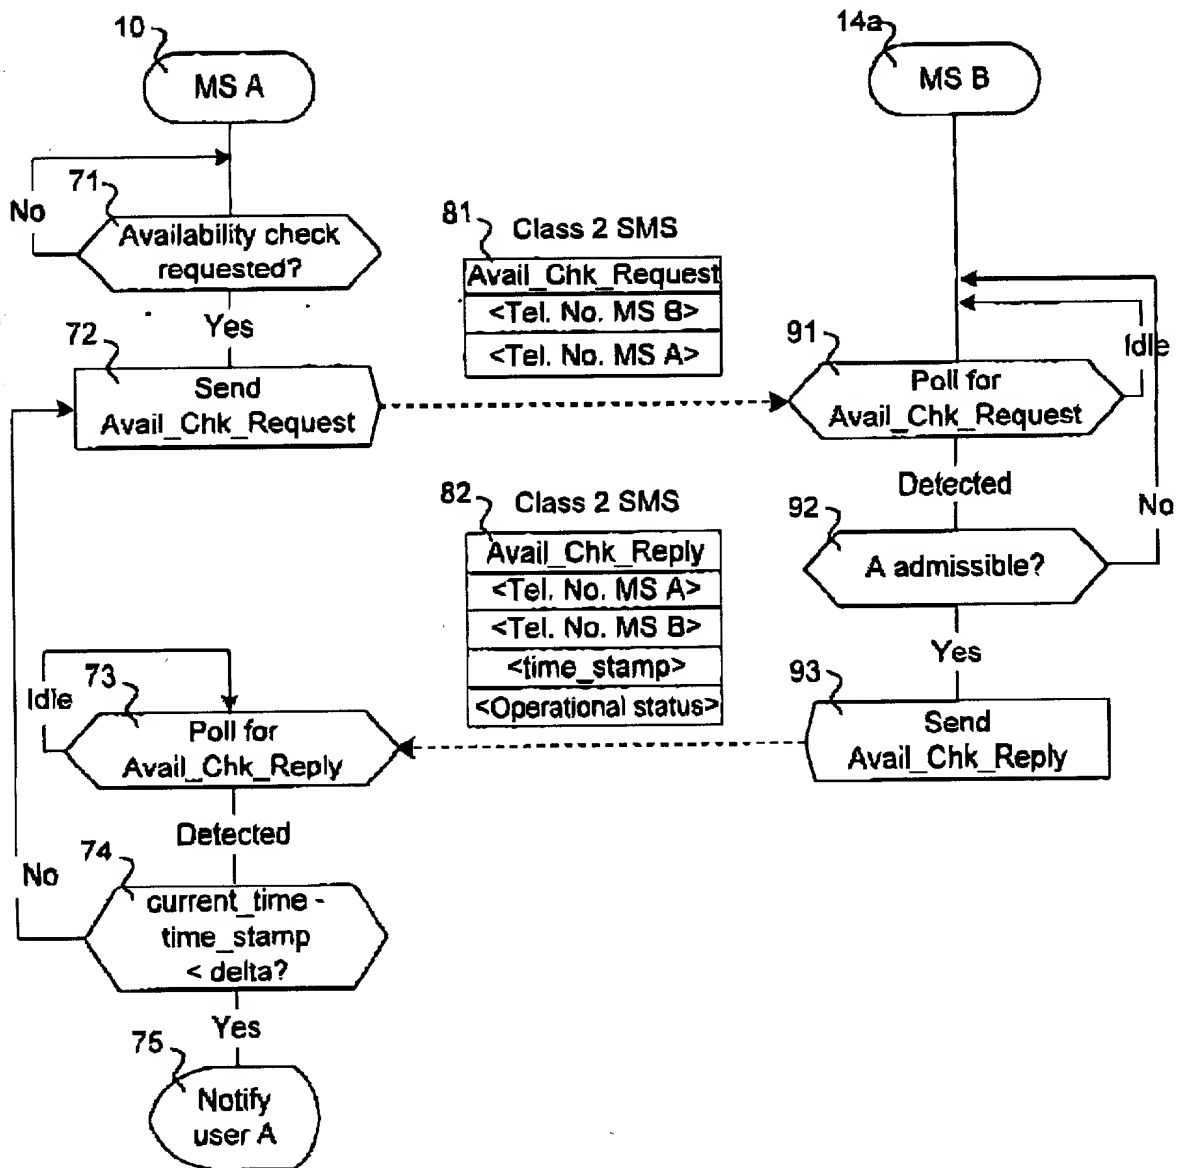 10
MS A
No
71
Availability check
requested?
Yes
72
Send
Avail_Chk_Request
81
Class 2 SMS
Avail_Chk_Request
<Tel. No. MS B>
<Tel. No. MS A>
14a
MS B
91
Poll for
Avail_Chk_Request
Idle
Detected
No
92
A admissible?
Yes
93
Send
Avail_Chk_Reply
82
Class 2 SMS
Avail_Chk_Reply
<Tel. No. MS A>
<Tel. No. MS B>
<time_stamp>
<Operational status>
Idle
73
Poll for
Avail_Chk_Reply
Detected
No
74
current_time -
time_stamp
< delta?
Yes
75
Notify
user A